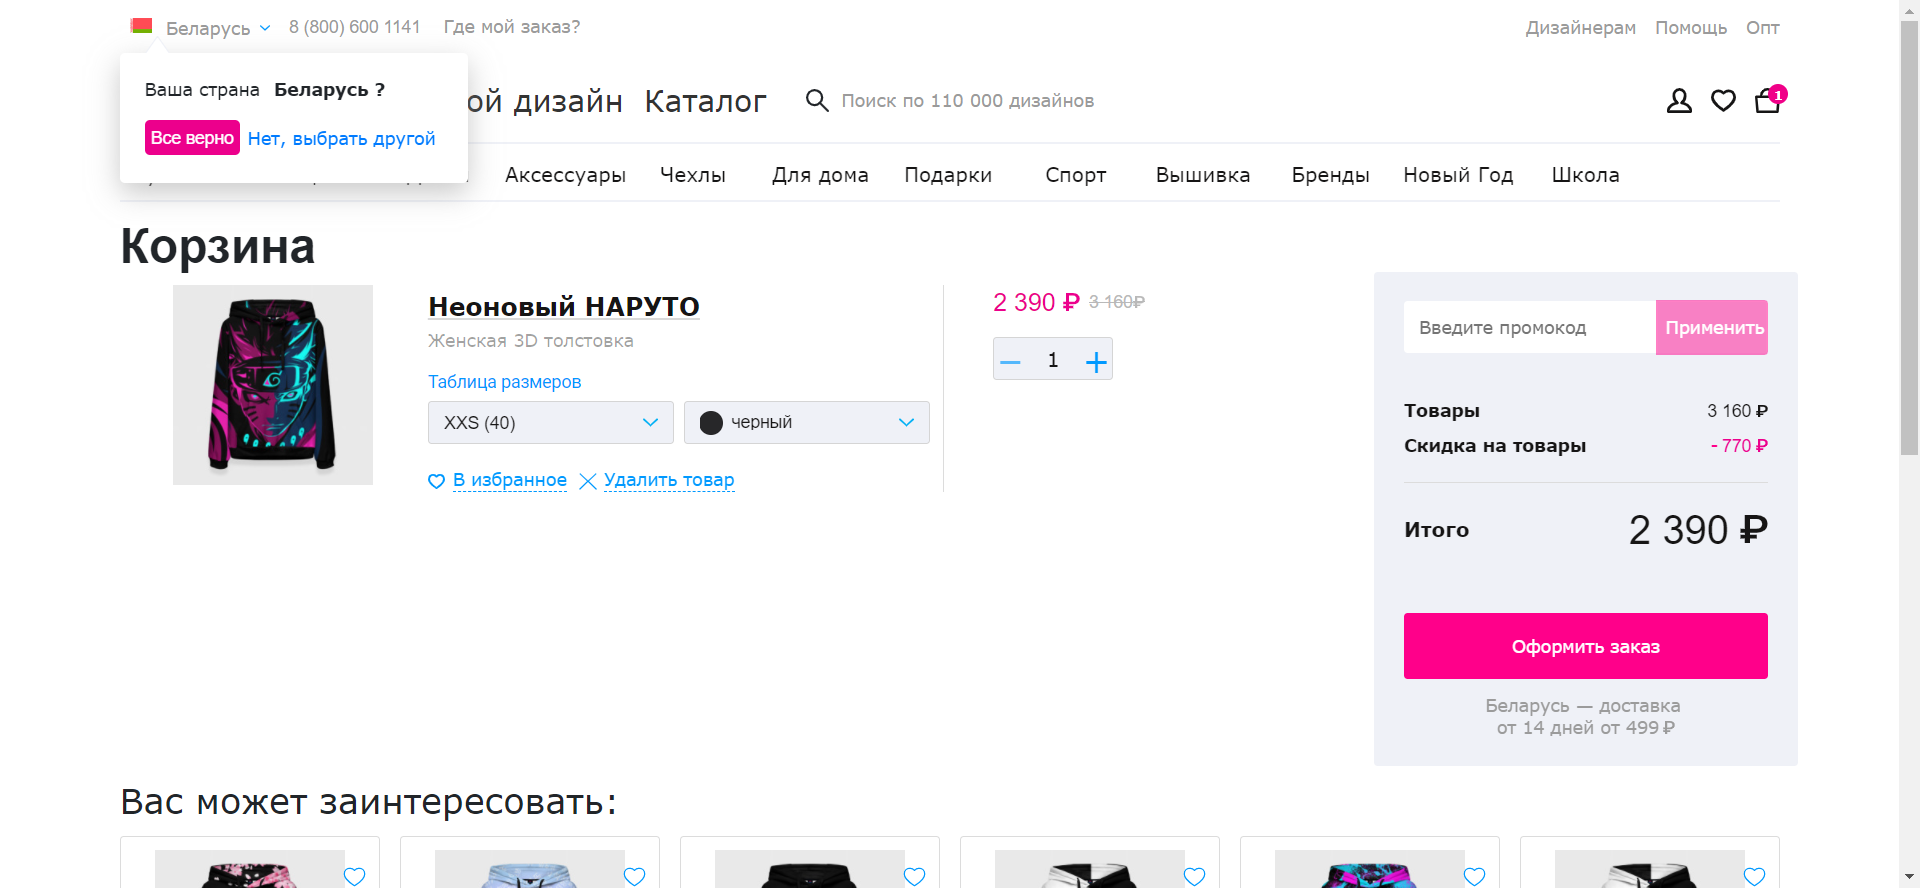 Беларусь 8 (800) 600 1141 Где мой заказ? Дизайнерам Помощь Опт
Ваша страна Беларусь ?
Все верно Нет, выбрать другой
ой дизайн Каталог Поиск по 110 000 дизайнов 1
Аксессуары Чехлы Для дома Подарки Спорт Вышивка Бренды Новый Год Школа
Корзина
Неоновый НАРУТО
Женская 3D толстовка
Таблица размеров
XXS (40) черный
В избранное Удалить товар
2 390 ₽ 3 160₽
1
Введите промокод Применить
Товары 3 160 ₽
Скидка на товары - 770 ₽
Итого 2 390 ₽
Оформить заказ
Беларусь — доставка
от 14 дней от 499 ₽
Вас может заинтересовать: